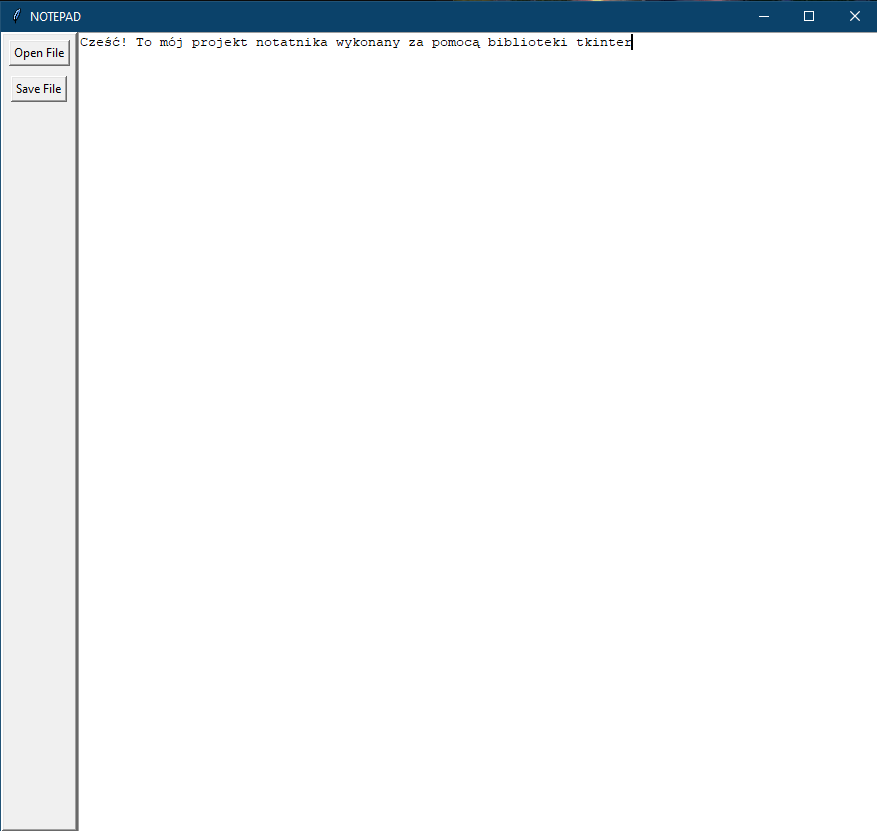 NOTEPAD
Open File
Save File
Cześć! To mój projekt notatnika wykonany za pomocą biblioteki tkinter